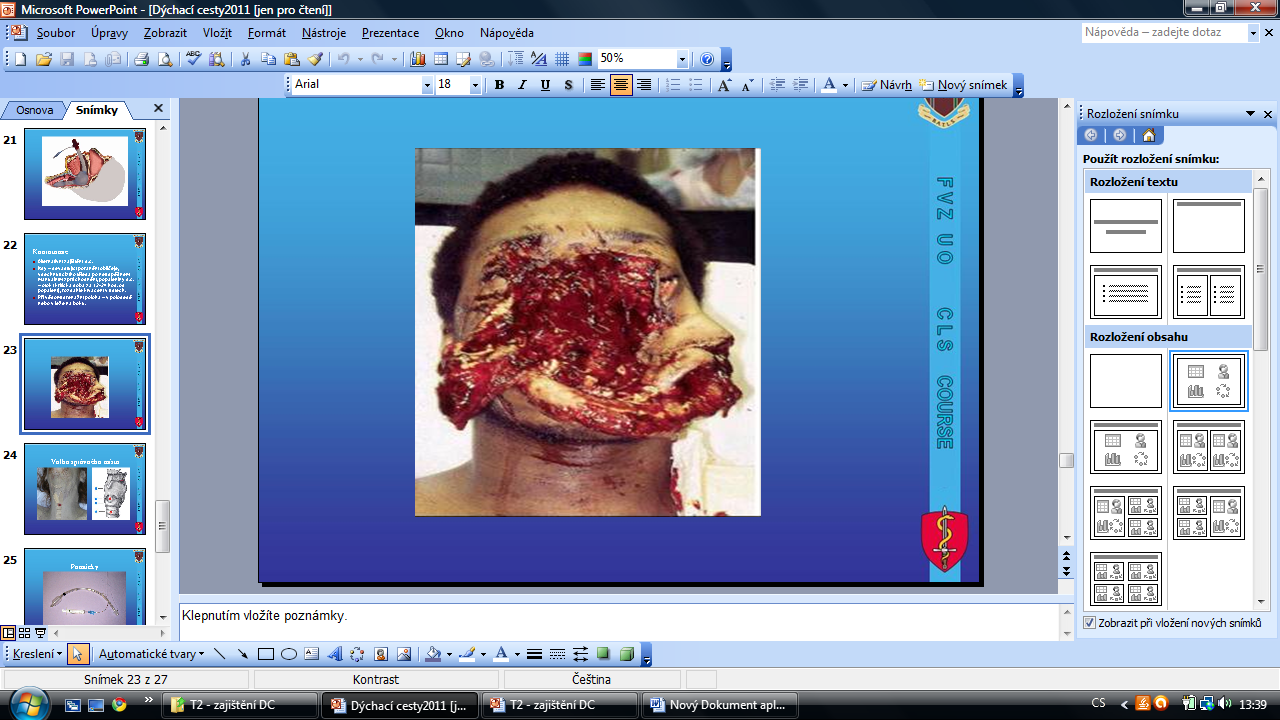 Microsoft PowerPoint - [Dýchací cesty2011 [jen pro čtení]]
Soubor Úpravy Zobrazit Vložit Formát Nástroje Prezentace Okno Nápověda
Nápověda – zadejte dotaz
50%
Arial 18 B I U S Návrh Nový snímek
Osnova Snímky
Rozložení snímku
Použít rozložení snímku:
Rozložení textu
Rozložení obsahu
21
22
23
24
25
Pomůcky
BATLS
FVZ UO CLS COURSE
Klepnutím vložíte poznámky.
Zobrazit při vložení nových snímků
Kreslení Automatické tvary
Snímek 23 z 27 Kontrast Čeština
T2 - zajištění DC
Dýchací cesty2011 [j...
T2 - zajištění DC
Nový Dokument apl...
CS 13:39